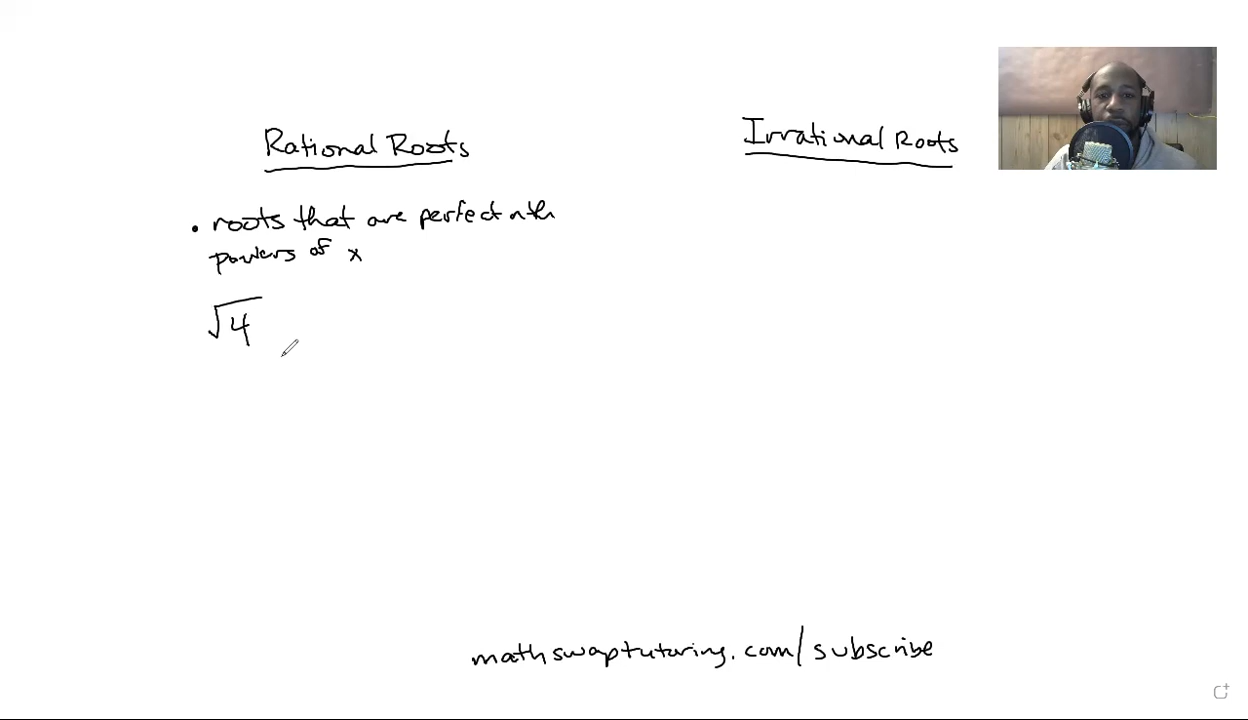 Rational Roots
Irrational Roots
• roots that are perfect nth
powers of x
√4
mathswaptutoring.com/subscribe